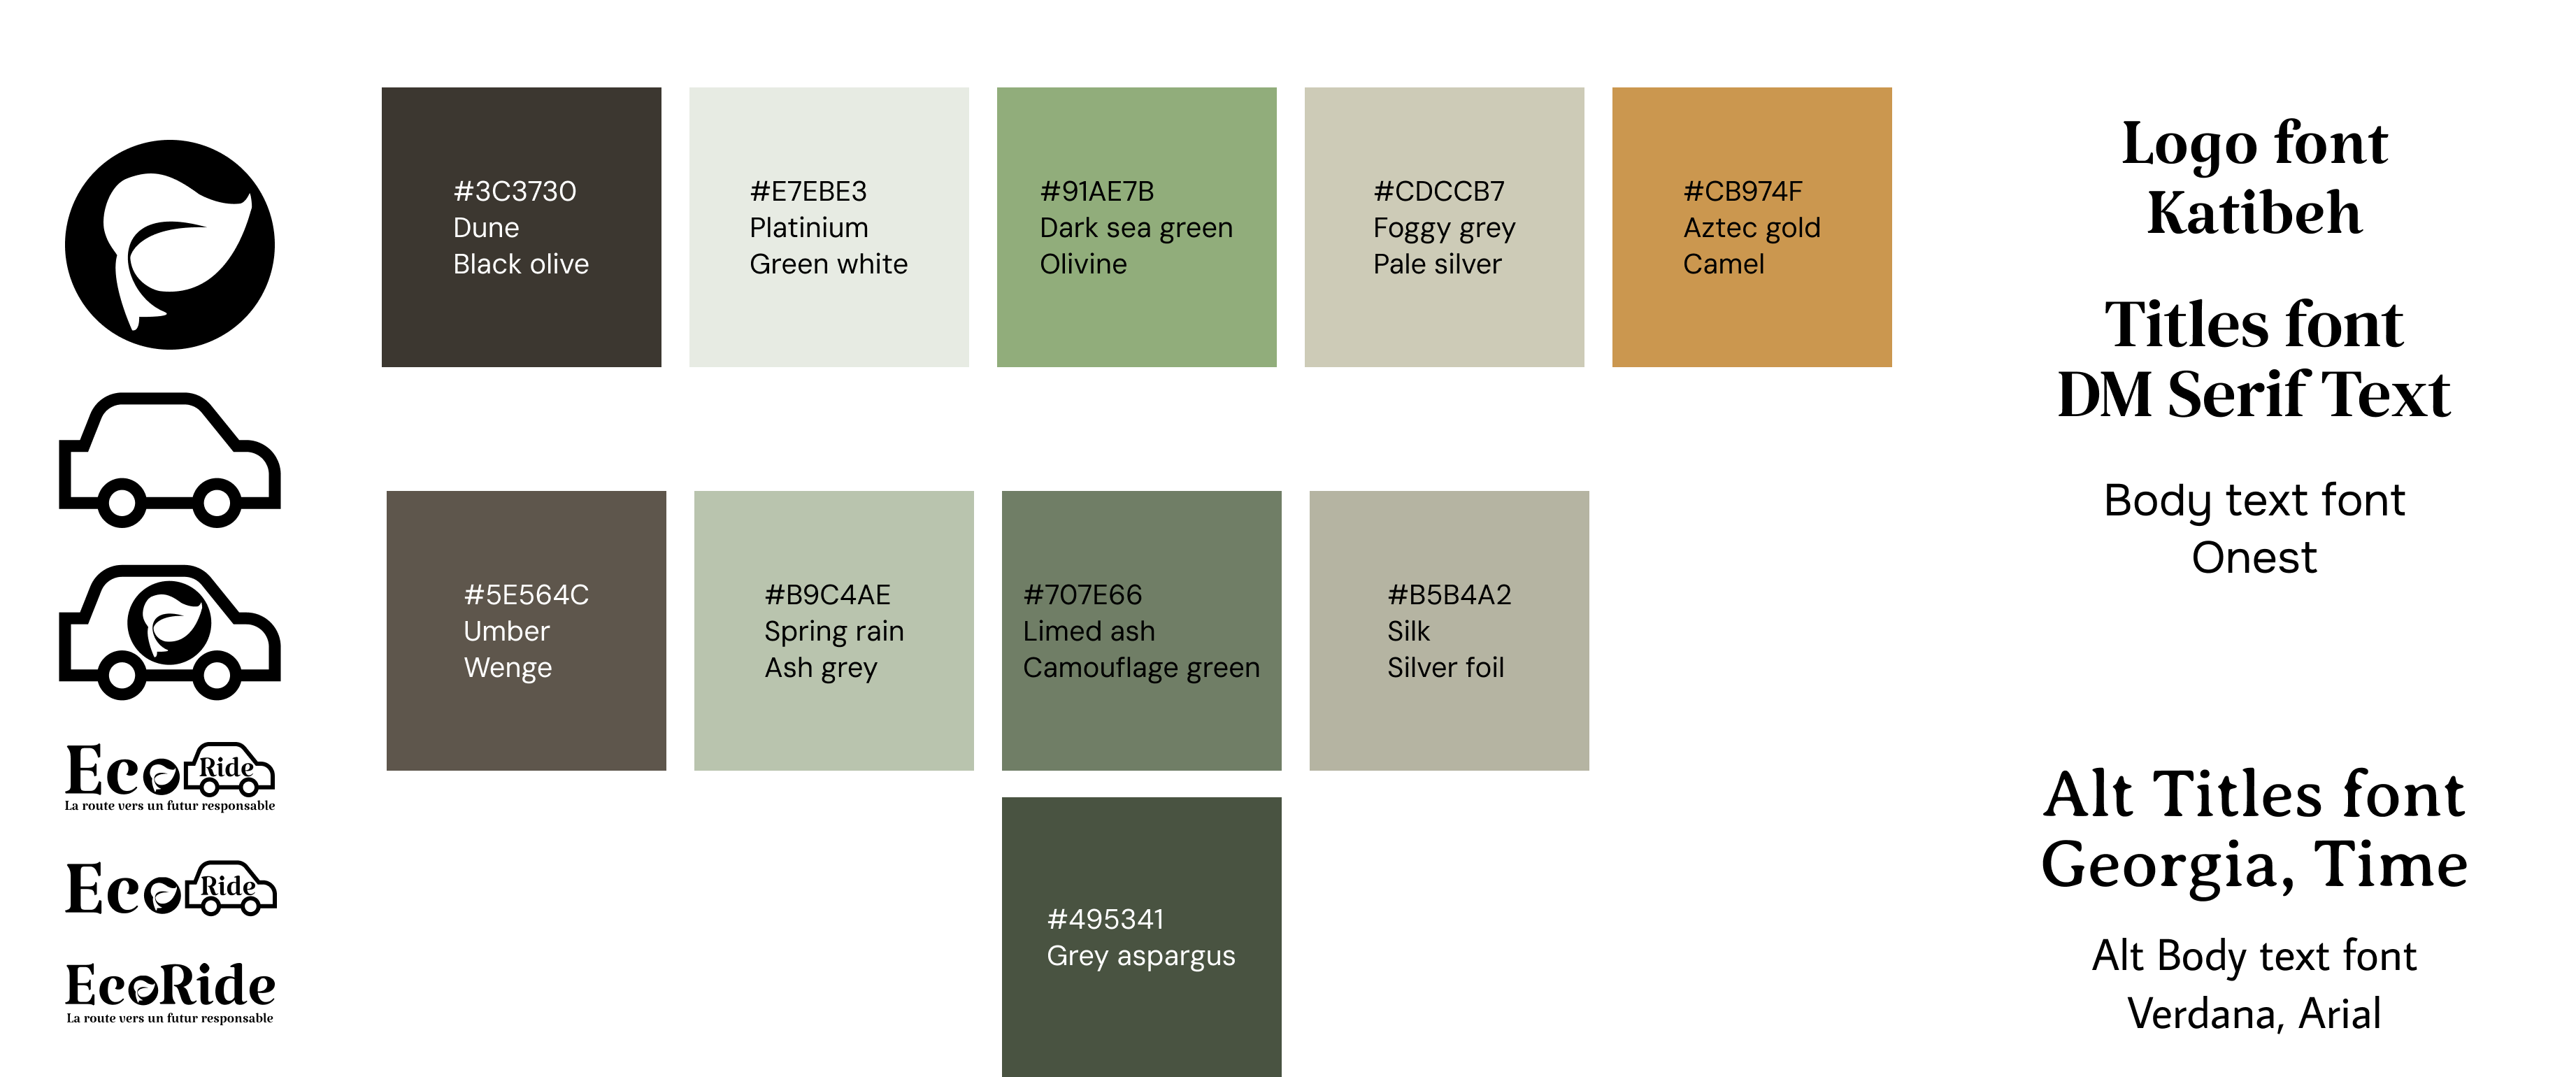 #3C3730
Dune
Black olive
#E7EBE3
Platinium
Green white
#91AE7B
Dark sea green
Olivine
#CDCCB7
Foggy grey
Pale silver
#CB974F
Aztec gold
Camel
#5E564C
Umber
Wenge
#B9C4AE
Spring rain
Ash grey
#707E66
Limed ash
Camouflage green
#B5B4A2
Silk
Silver foil
#495341
Grey aspargus
EcoRide
La route vers un futur responsable
EcoRide
EcoRide
La route vers un futur responsable
Logo font
Katibeh
Titles font
DM Serif Text
Body text font
Onest
Alt Titles font
Georgia, Time
Alt Body text font
Verdana, Arial